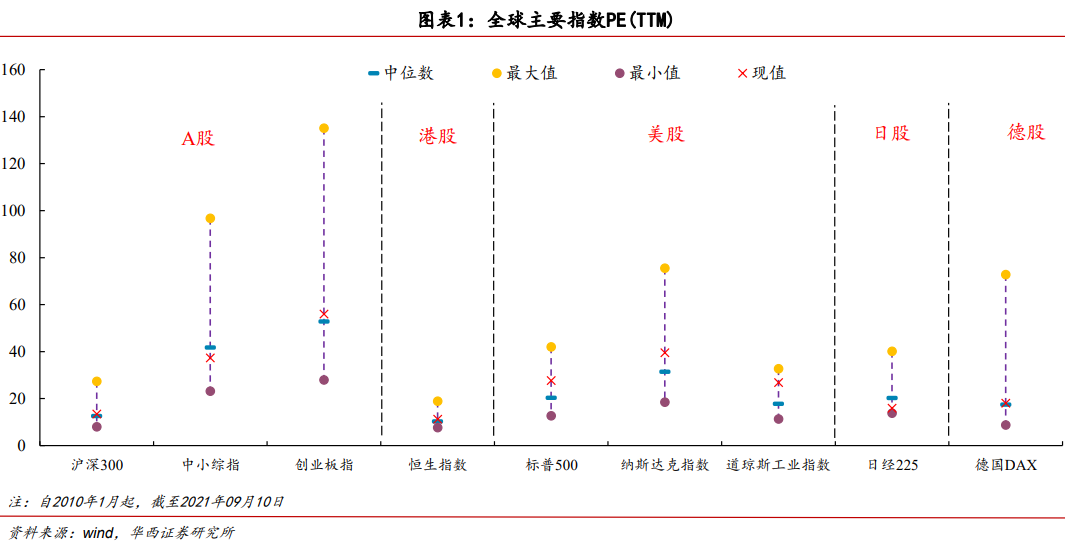 图表1：全球主要指数PE(TTM)
160
140
120
100
80
60
40
20
0
中位数 最大值 最小值 现值
A股 港股 美股 日股 德股
沪深300 中小综指 创业板指 恒生指数 标普500 纳斯达克指数 道琼斯工业指数 日经225 德国DAX
注：自2010年1月起，截至2021年09月10日
资料来源：wind，华西证券研究所